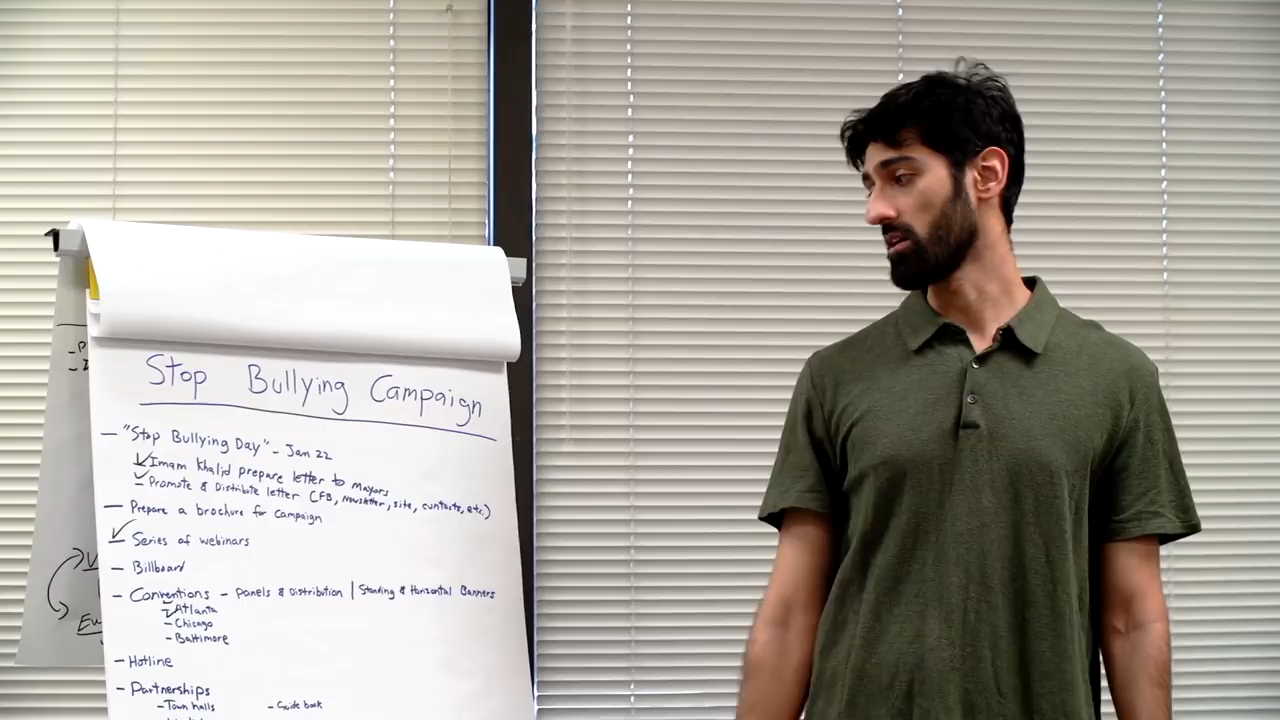 Stop Bullying Campaign
- "Stop Bullying Day" - Jan 22
- Imam Khalid prepare letter to mayors
- Promote & Distribute letter (FB, Newsletter, site, contacts, etc.)
- Prepare a brochure for campaign
- Series of webinars
- Billboard
- Conventions - Panels & Distribution | Standing & Horizontal Banners
- Atlanta
- Chicago
- Baltimore
- Hotline
- Partnerships
- Town halls - Guide book